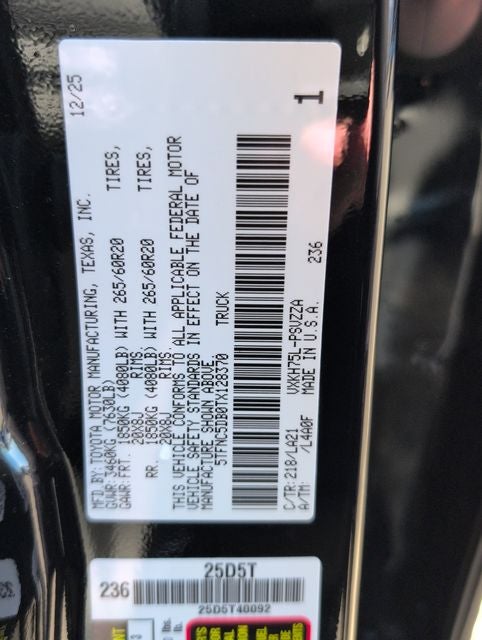 MFD.BY:TOYOTA MOTOR MANUFACTURING, TEXAS, INC. 12/25
GVWR: 3460KG (7630LB)
GAWR:FRT. 1850KG (4080LB) WITH 265/60R20 TIRES,
20X8J RIMS
RR. 1850KG (4080LB) WITH 265/60R20 TIRES,
20X8J RIMS
THIS VEHICLE CONFORMS TO ALL APPLICABLE FEDERAL MOTOR
VEHICLE SAFETY STANDARDS IN EFFECT ON THE DATE OF
MANUFACTURE SHOWN ABOVE.
5TFNC5DB0TX128370 TRUCK
1
C/TR:218/LA21 VXKH75L-PSVZZA 236
A/TM: /L4A0F MADE IN U.S.A.
236
25D5T
25D5T40092